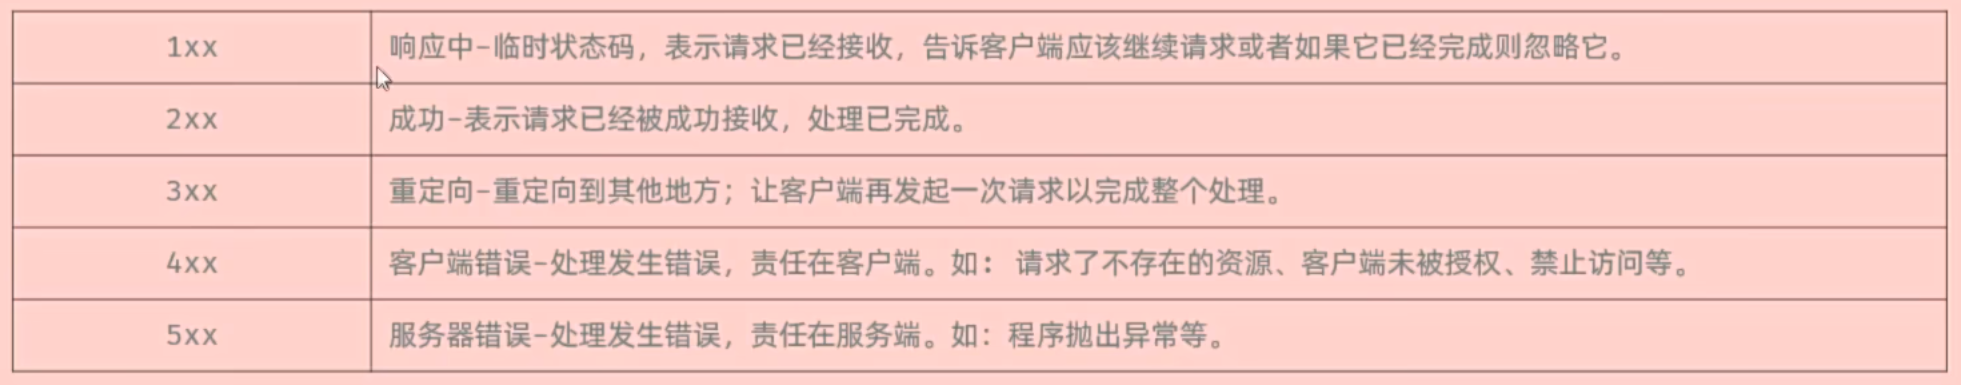 1xx 响应中-临时状态码，表示请求已经接收，告诉客户端应该继续请求或者如果它已经完成则忽略它。
2xx 成功-表示请求已经被成功接收，处理已完成。
3xx 重定向-重定向到其他地方；让客户端再发起一次请求以完成整个处理。
4xx 客户端错误-处理发生错误，责任在客户端。如： 请求了不存在的资源、客户端未被授权、禁止访问等。
5xx 服务器错误-处理发生错误，责任在服务端。如：程序抛出异常等。